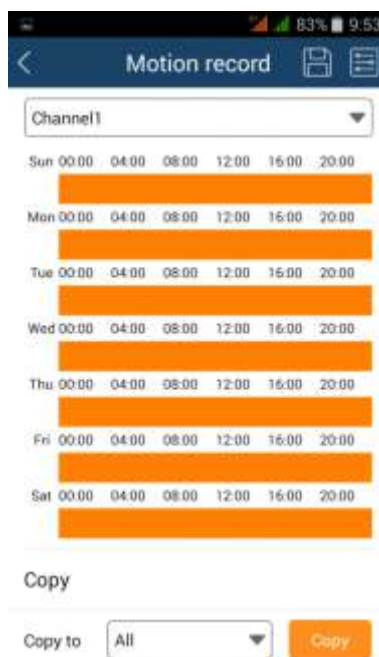 83% 9:53
Motion record
Channel1
Sun 00:00 04:00 08:00 12:00 16:00 20:00
Mon 00:00 04:00 08:00 12:00 16:00 20:00
Tue 00:00 04:00 08:00 12:00 16:00 20:00
Wed 00:00 04:00 08:00 12:00 16:00 20:00
Thu 00:00 04:00 08:00 12:00 16:00 20:00
Fri 00:00 04:00 08:00 12:00 16:00 20:00
Sat 00:00 04:00 08:00 12:00 16:00 20:00
Copy
Copy to All Copy